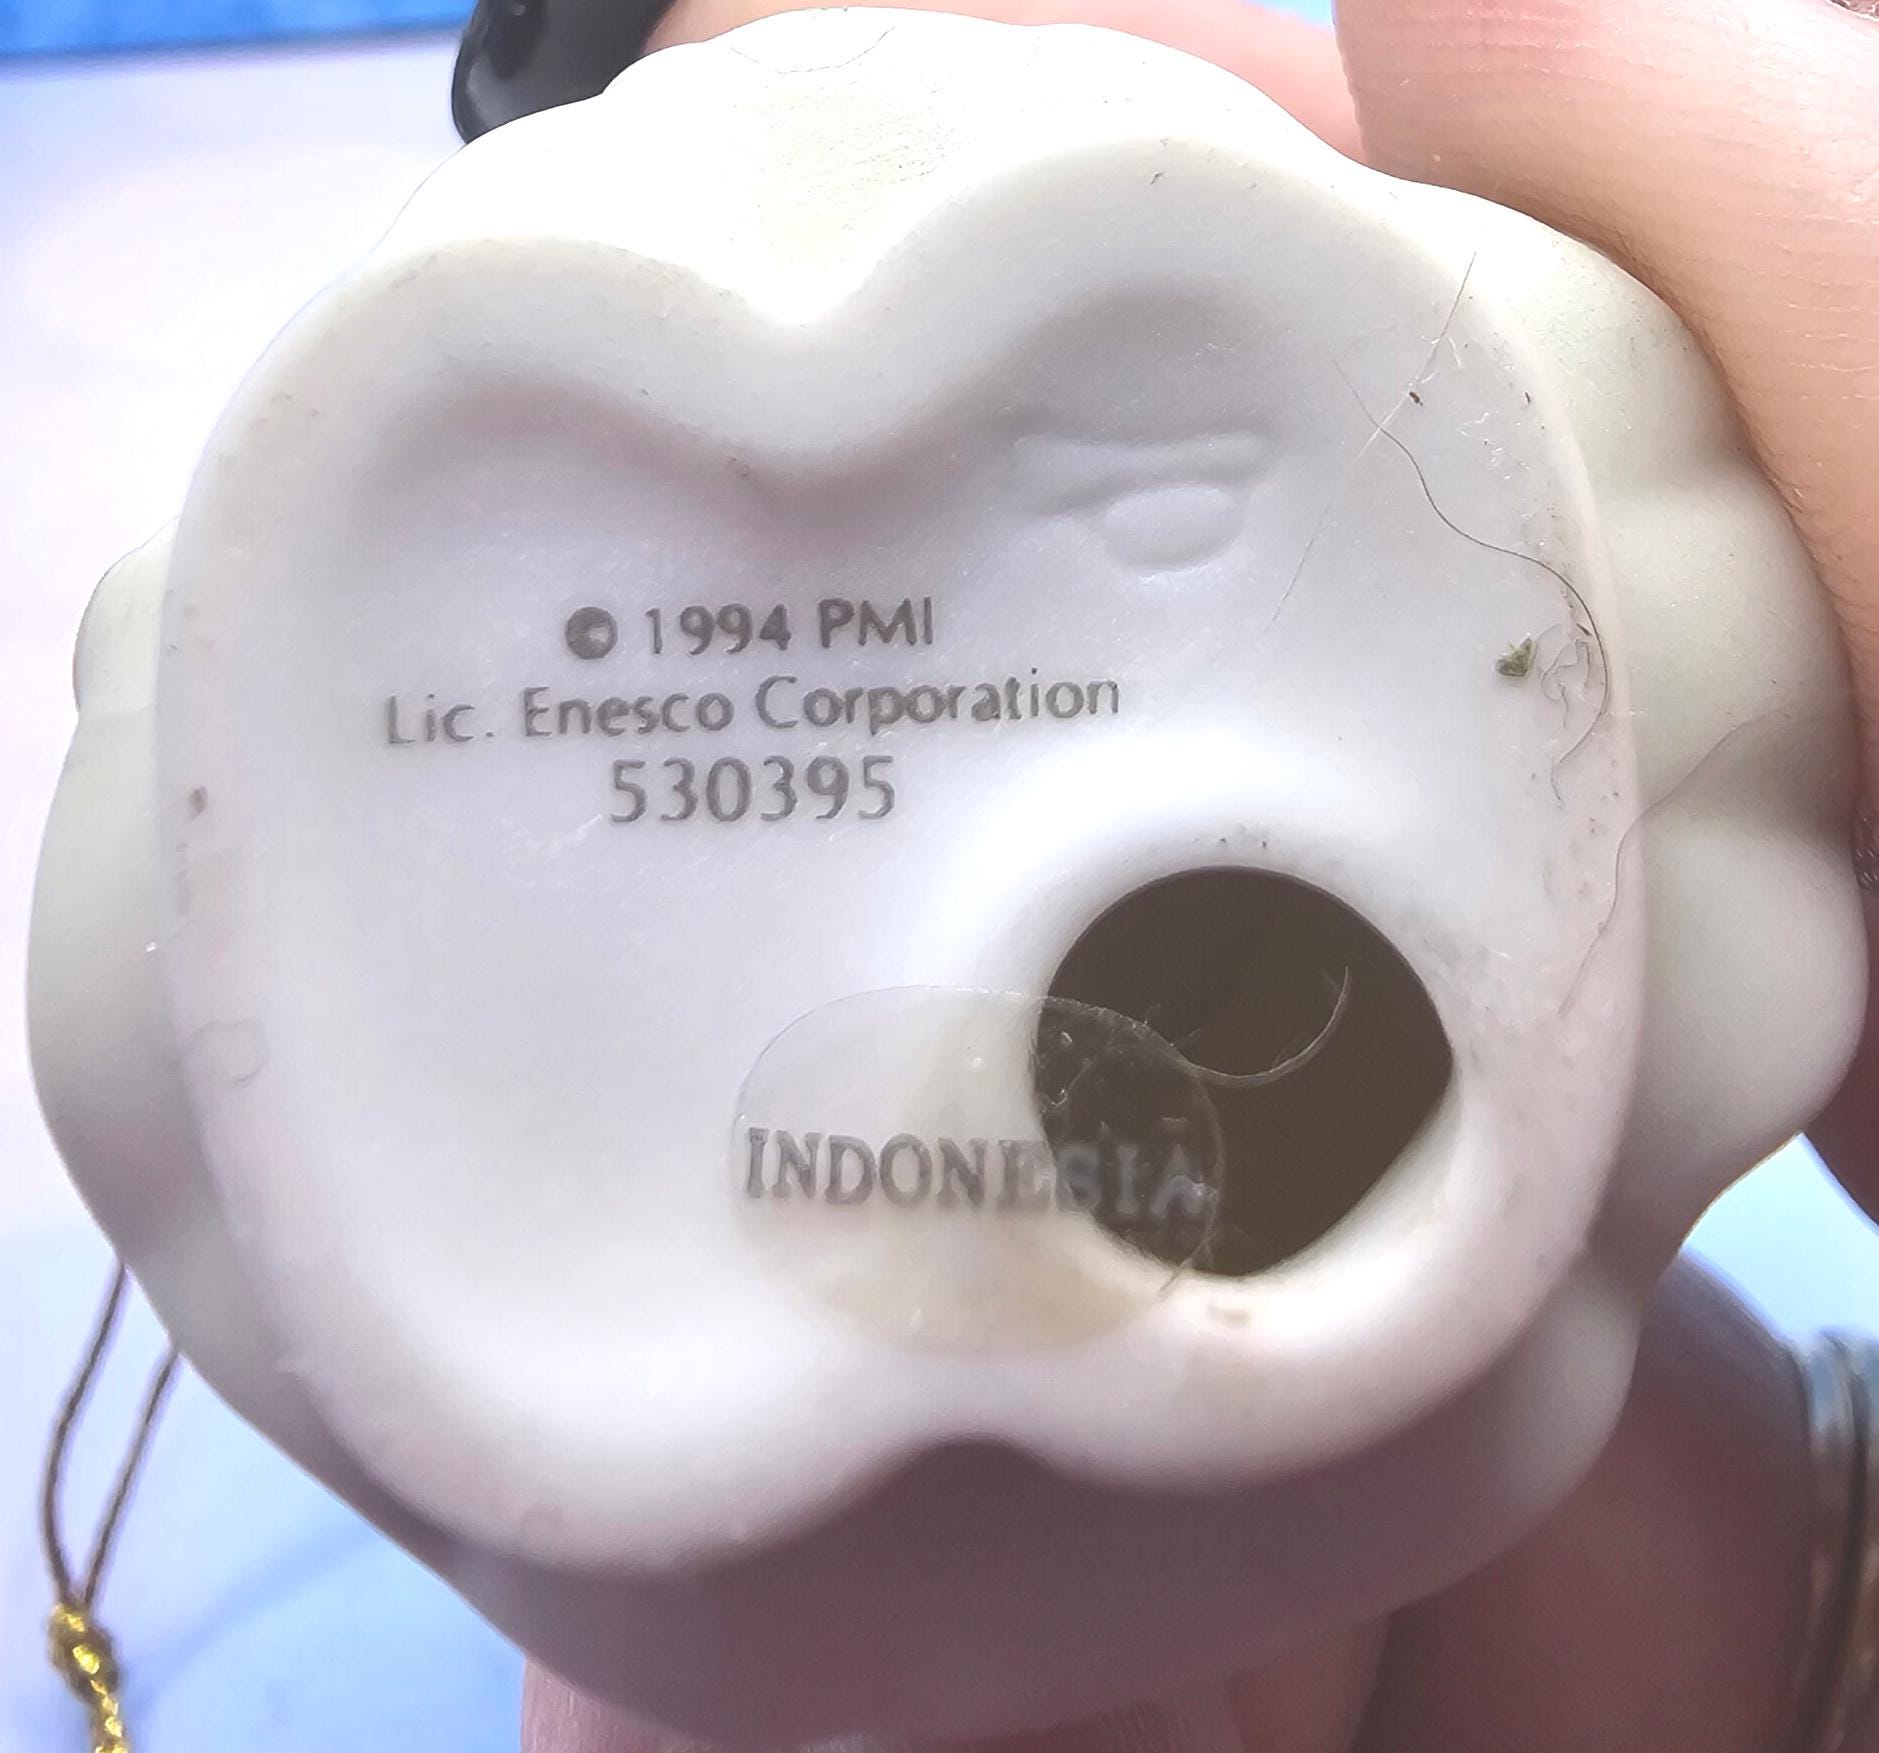 © 1994 PMI
Lic. Enesco Corporation
530395
INDONESIA